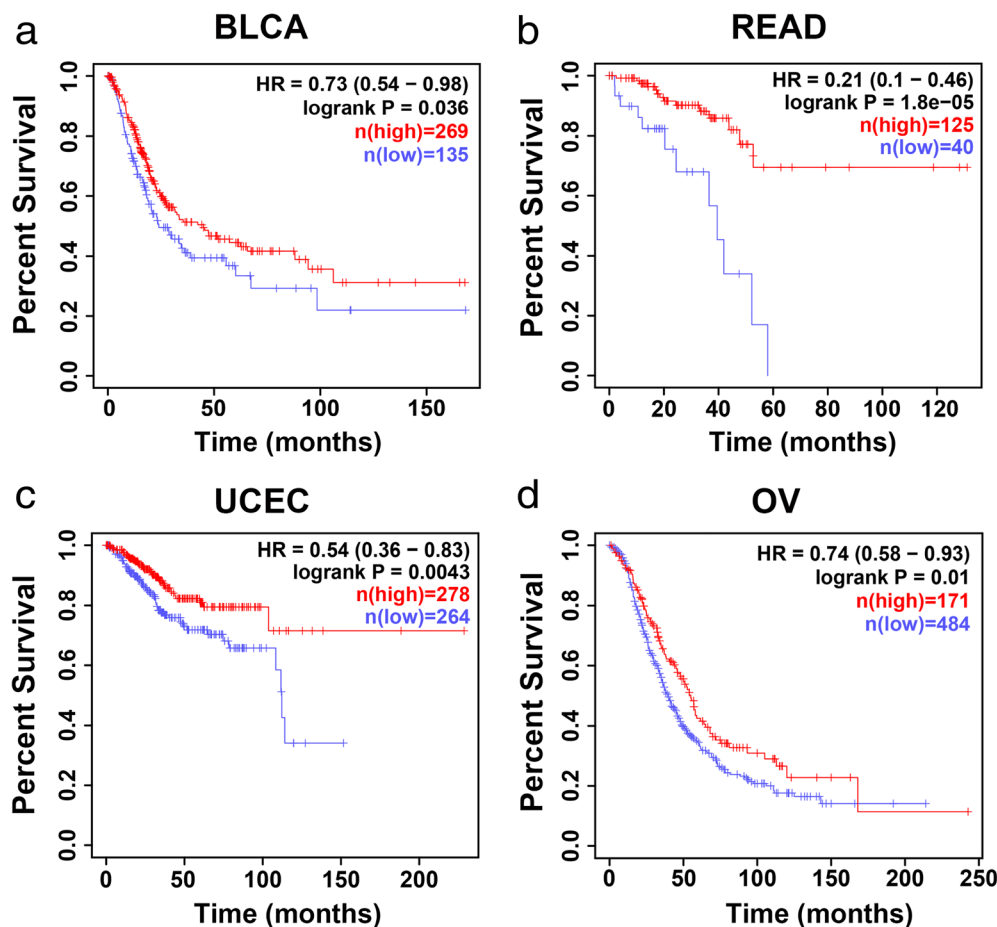 a
BLCA
HR = 0.73 (0.54 − 0.98)
logrank P = 0.036
n(high)=269
n(low)=135
Percent Survival
0.0 0.2 0.4 0.6 0.8 1.0
0 50 100 150
Time (months)
b
READ
HR = 0.21 (0.1 − 0.46)
logrank P = 1.8e−05
n(high)=125
n(low)=40
Percent Survival
0.0 0.2 0.4 0.6 0.8 1.0
0 20 40 60 80 100 120
Time (months)
c
UCEC
HR = 0.54 (0.36 − 0.83)
logrank P = 0.0043
n(high)=278
n(low)=264
Percent Survival
0.0 0.2 0.4 0.6 0.8 1.0
0 50 100 150 200
Time (months)
d
OV
HR = 0.74 (0.58 − 0.93)
logrank P = 0.01
n(high)=171
n(low)=484
Percent Survival
0.0 0.2 0.4 0.6 0.8 1.0
0 50 100 150 200 250
Time (months)